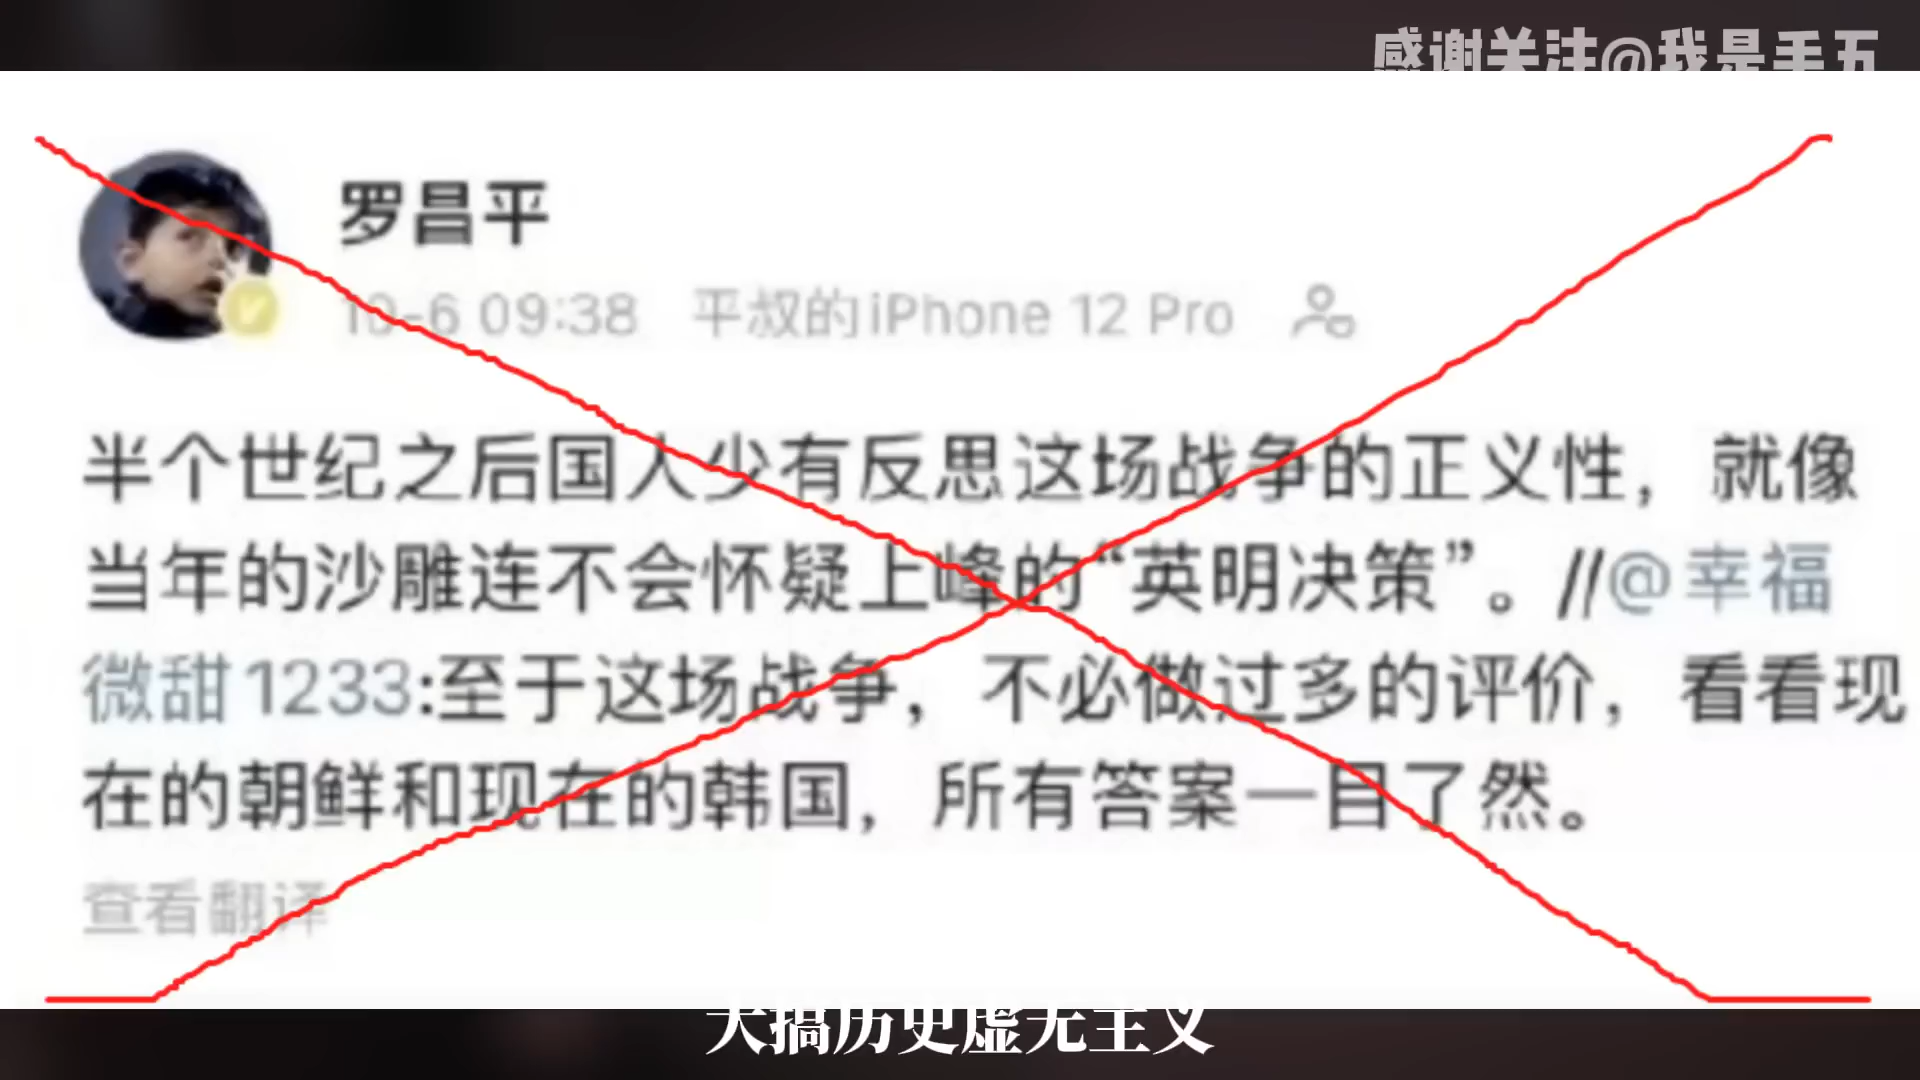 感谢关注@我是手五
罗昌平
10-6 09:38 平叔的iPhone 12 Pro
半个世纪之后国人少有反思这场战争的正义性，就像
当年的沙雕连不会怀疑上峰的“英明决策”。//@幸福
微甜1233:至于这场战争，不必做过多的评价，看看现
在的朝鲜和现在的韩国，所有答案一目了然。
查看翻译
大搞历史虚无主义